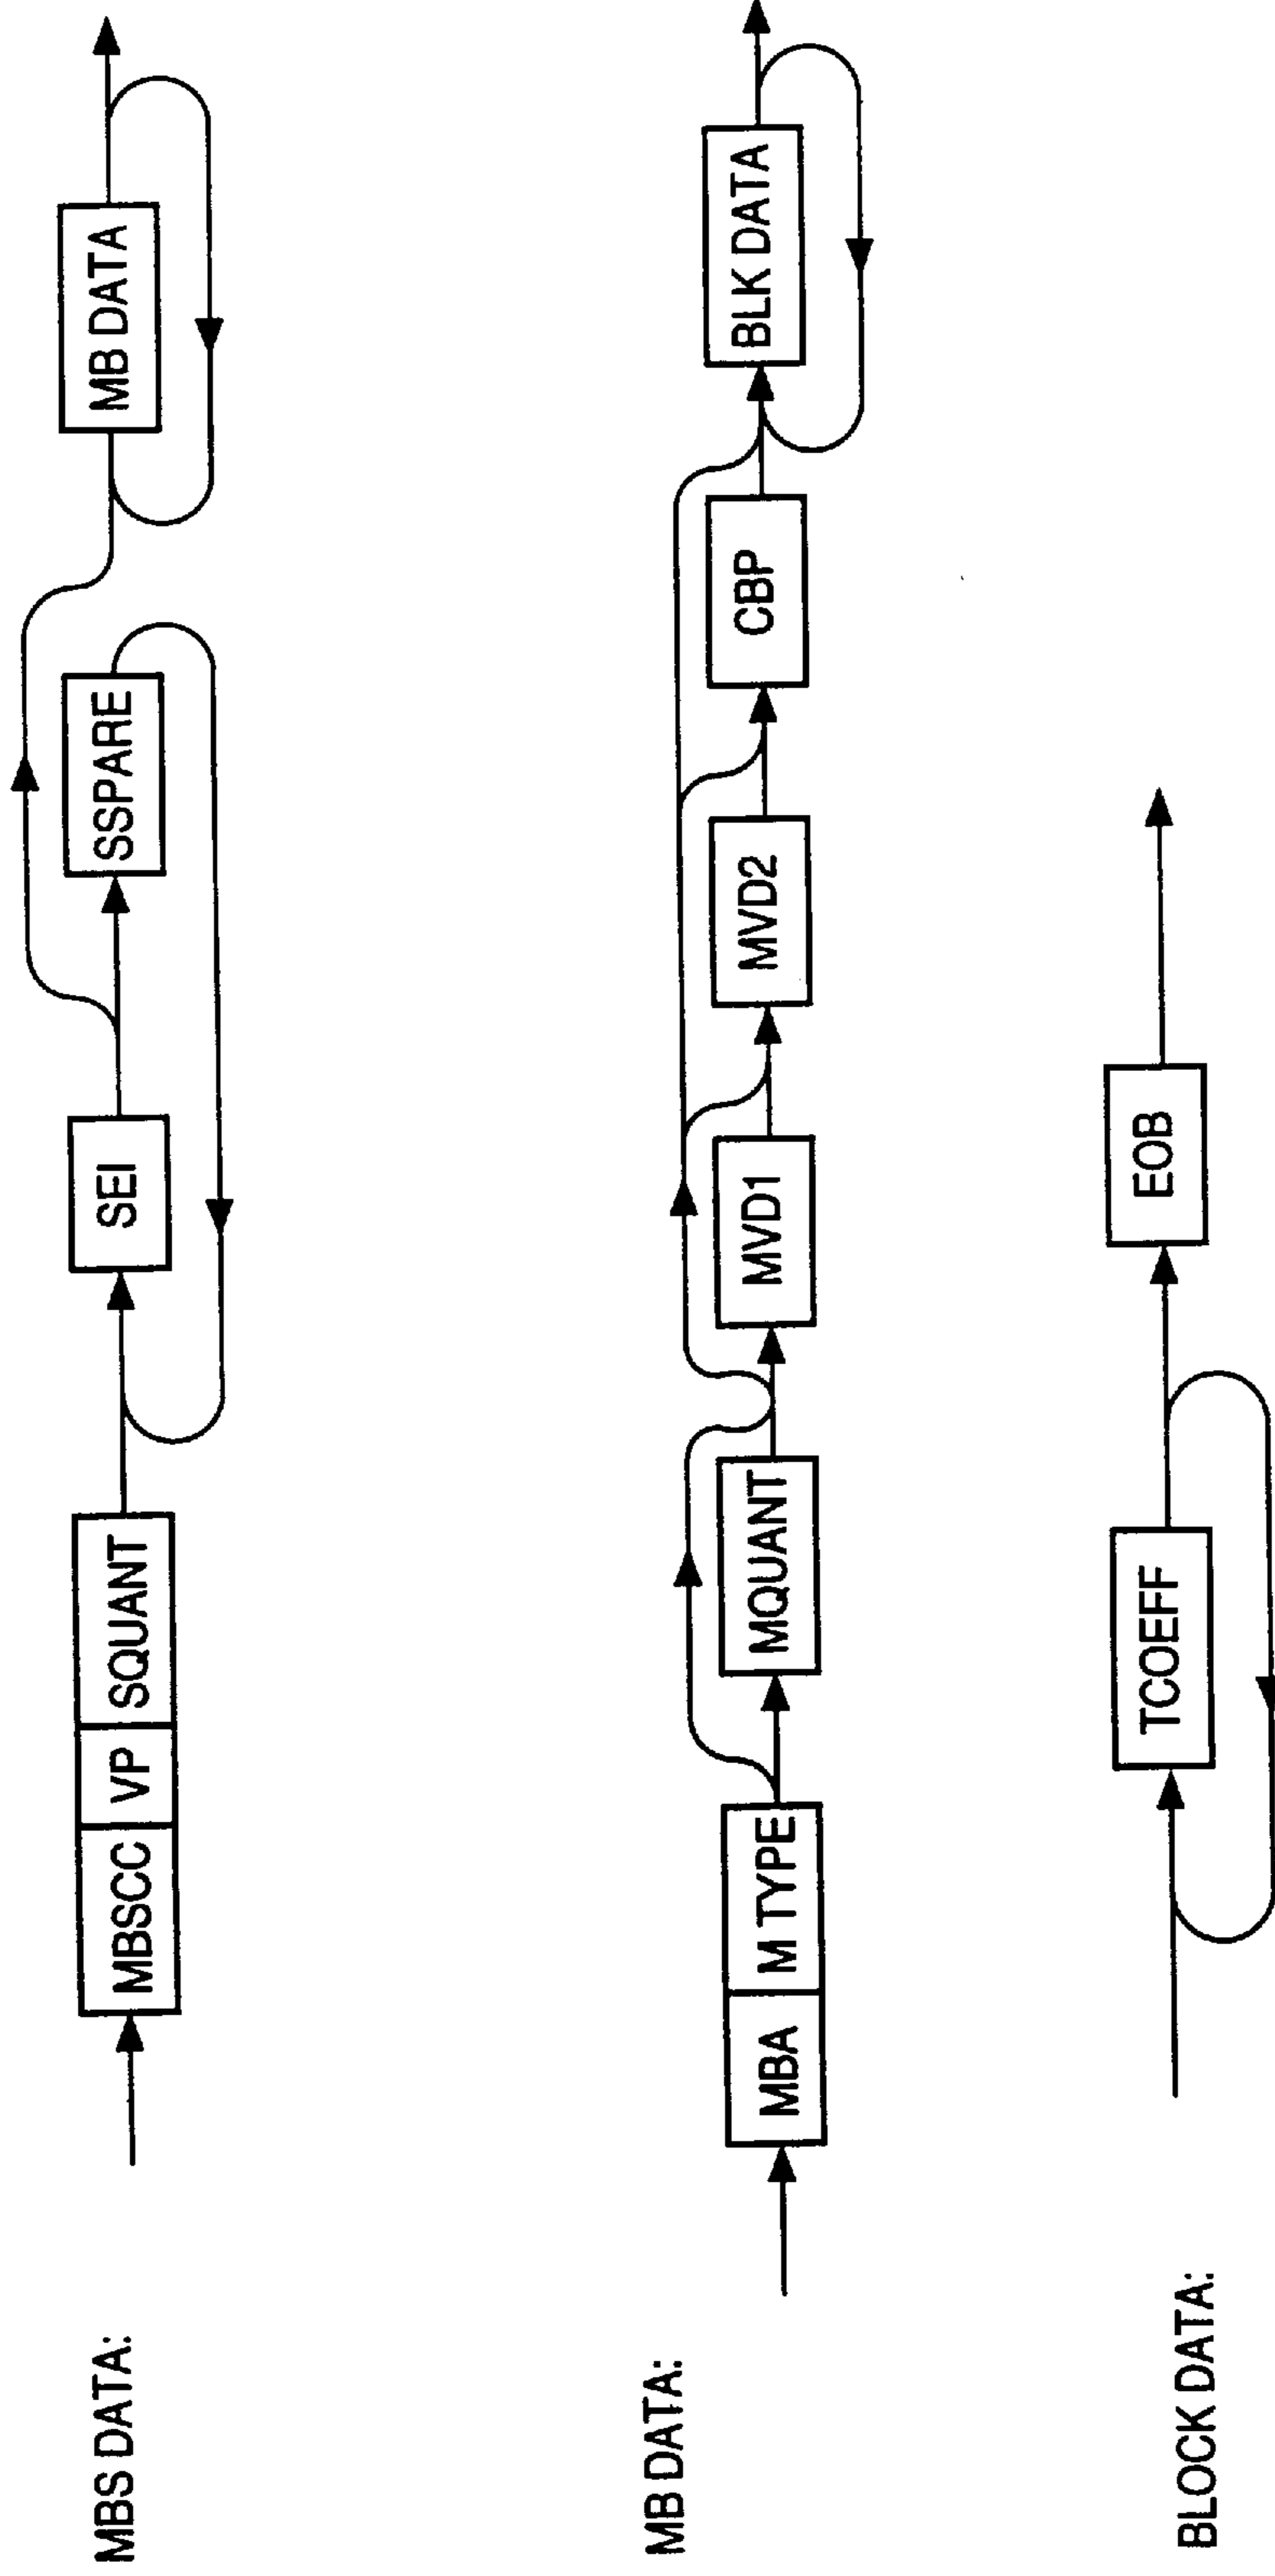 MBS DATA:
MBSCC VP SQUANT
SEI
SSPARE
MB DATA
MB DATA:
MBA M TYPE
MQUANT
MVD1
MVD2
CBP
BLK DATA
BLOCK DATA:
TCOEFF
EOB